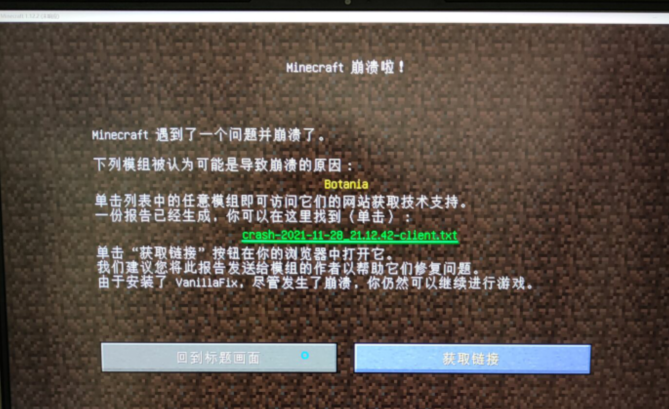 Minecraft 崩溃啦！
Minecraft 遇到了一个问题并崩溃了。
下列模组被认为可能是导致崩溃的原因：
Botania
单击列表中的任意模组即可访问它们的网站获取技术支持。
一份报告已经生成，你可以在这里找到（单击）：
crash-2021-11-28_21.12.42-client.txt
单击“获取链接”按钮在你的浏览器中打开它。
我们建议您将此报告发送给模组的作者以帮助它们修复问题。
由于安装了 VanillaFix，尽管发生了崩溃，你仍然可以继续进行游戏。
回到标题画面
获取链接